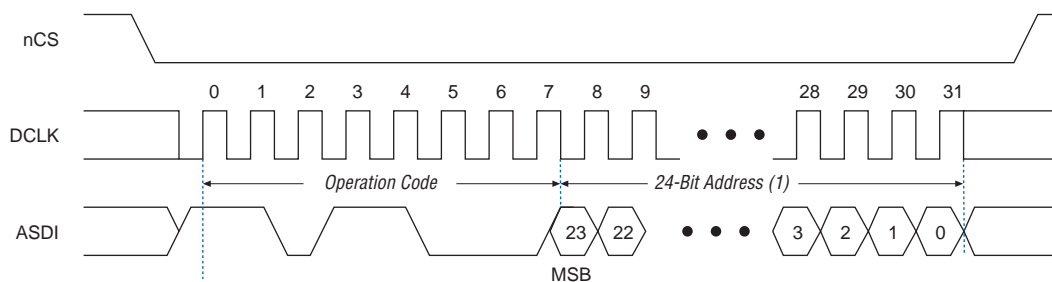 nCS
0 1 2 3 4 5 6 7 8 9 28 29 30 31
DCLK
Operation Code 24-Bit Address (1)
ASDI 23 22 3 2 1 0
MSB